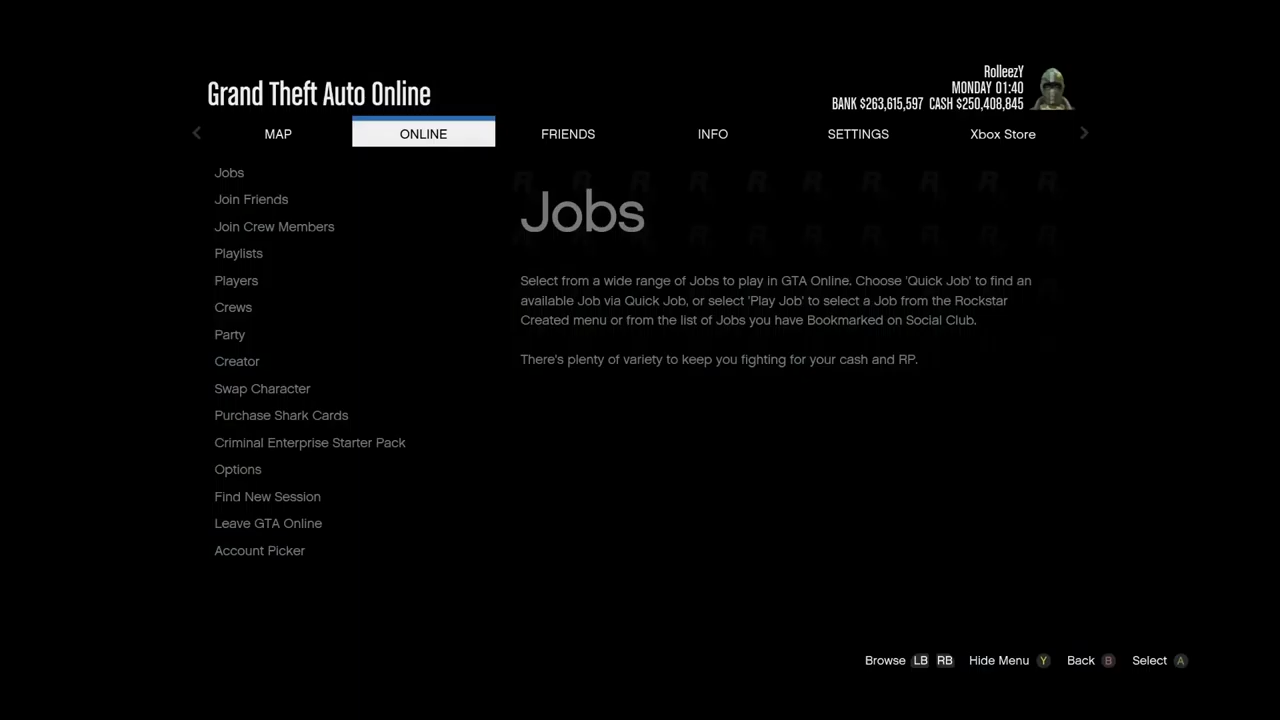 Grand Theft Auto Online
RolleezY
MONDAY 01:40
BANK $263,615,597 CASH $250,408,845
MAP
ONLINE
FRIENDS
INFO
SETTINGS
Xbox Store
Jobs
Join Friends
Join Crew Members
Playlists
Players
Crews
Party
Creator
Swap Character
Purchase Shark Cards
Criminal Enterprise Starter Pack
Options
Find New Session
Leave GTA Online
Account Picker
Jobs
Select from a wide range of Jobs to play in GTA Online. Choose 'Quick Job' to find an
available Job via Quick Job, or select 'Play Job' to select a Job from the Rockstar
Created menu or from the list of Jobs you have Bookmarked on Social Club.
There's plenty of variety to keep you fighting for your cash and RP.
Browse LB RB Hide Menu Y Back B Select A